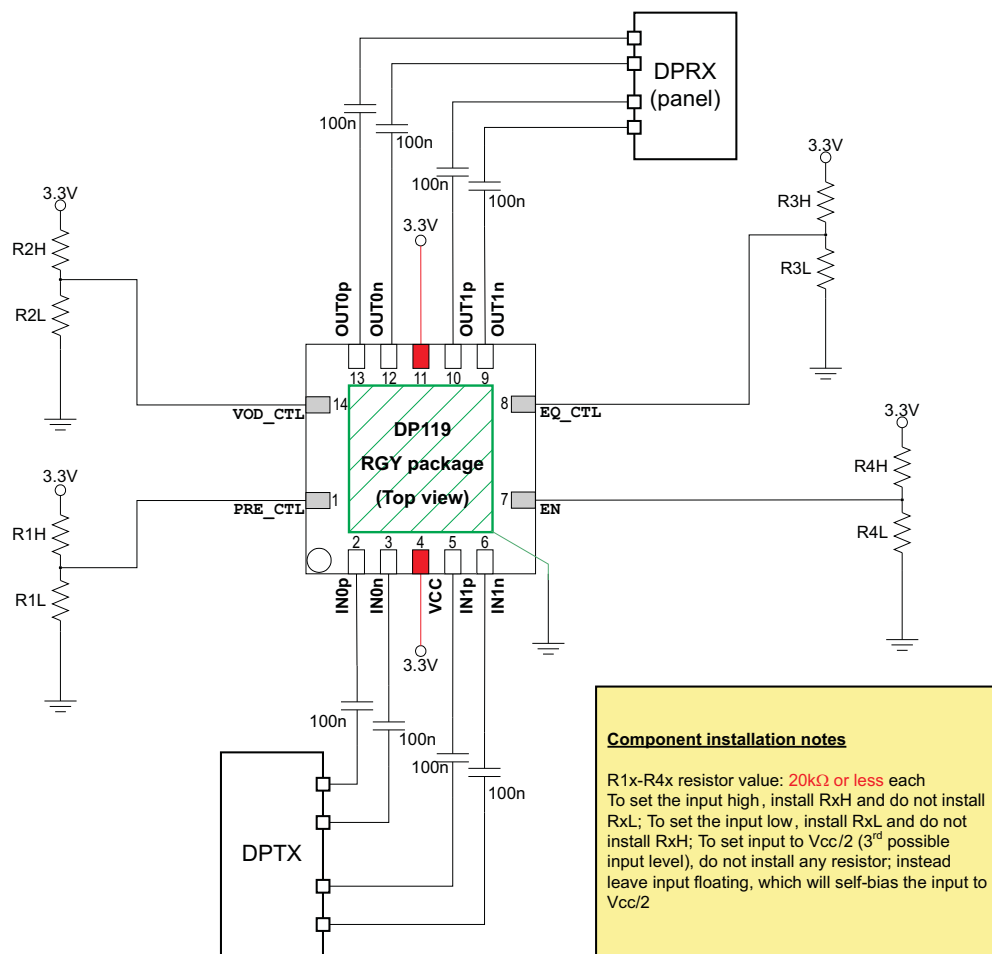 DPRX
(panel)
100n
100n
100n
100n
3.3V
3.3V
R3H
R3L
3.3V
R2H
R2L
OUT0p
OUT0n
OUT1p
OUT1n
13
12
11
10
9
14
VOD_CTL
8
EQ_CTL
DP119
RGY package
(Top view)
3.3V
R4H
R4L
3.3V
R1H
R1L
1
PRE_CTL
7
EN
2
3
4
5
6
IN0p
IN0n
VCC
IN1p
IN1n
3.3V
100n
100n
100n
100n
DPTX
Component installation notes
R1x-R4x resistor value: 20kΩ or less each
To set the input high, install RxH and do not install
RxL; To set the input low, install RxL and do not
install RxH; To set input to Vcc/2 (3rd possible
input level), do not install any resistor; instead
leave input floating, which will self-bias the input to
Vcc/2